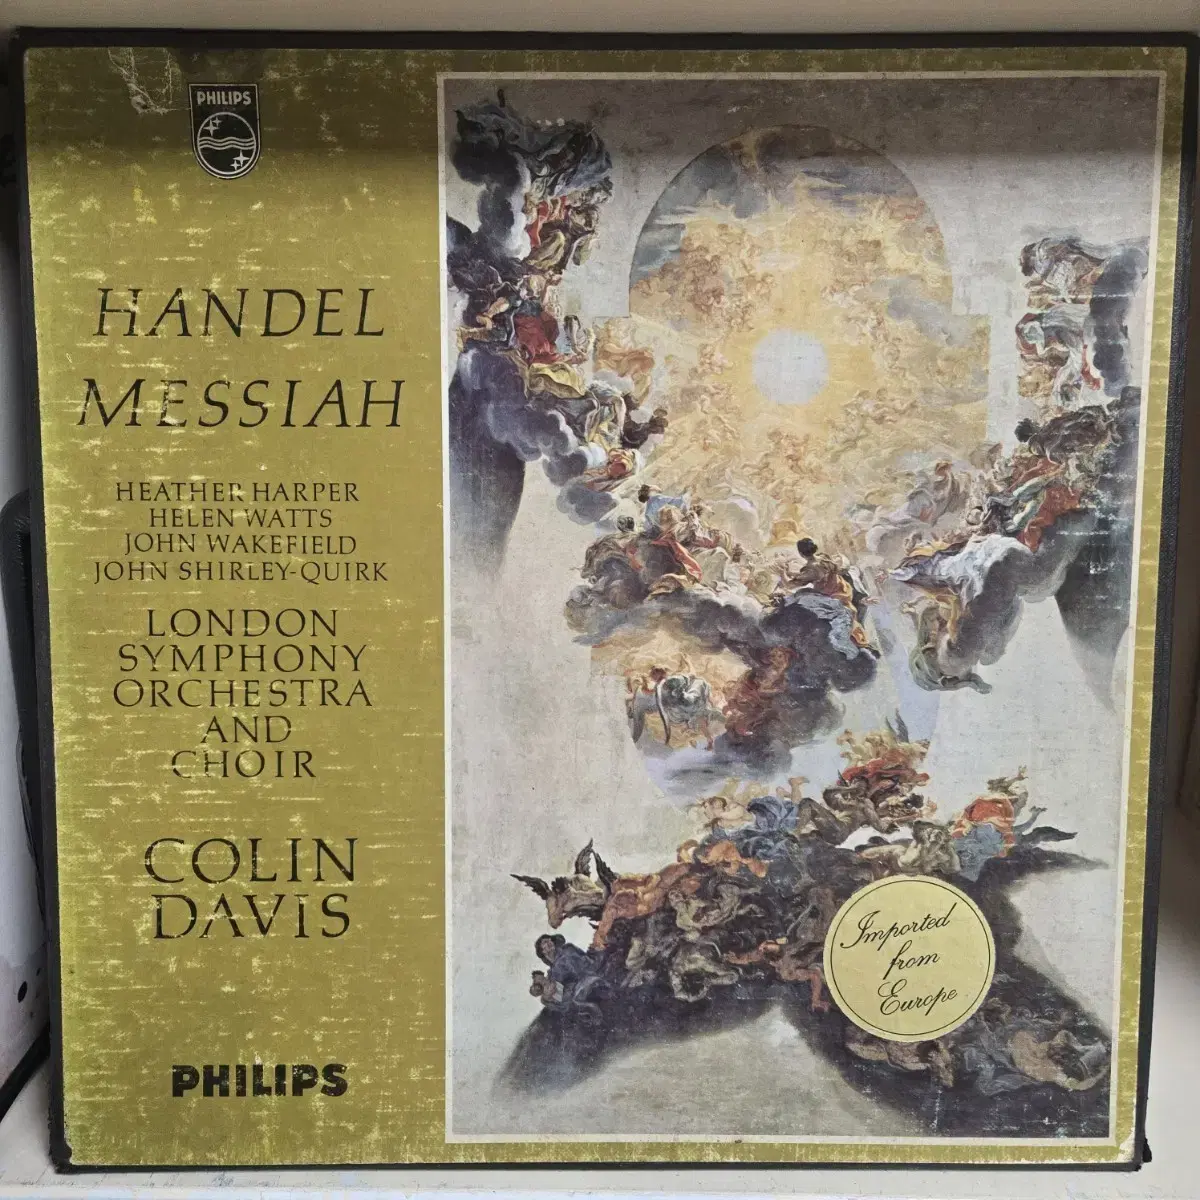 PHILIPS
HANDEL
MESSIAH
HEATHER HARPER
HELEN WATTS
JOHN WAKEFIELD
JOHN SHIRLEY-QUIRK
LONDON
SYMPHONY
ORCHESTRA
AND
CHOIR
COLIN
DAVIS
PHILIPS
Imported
from
Europe